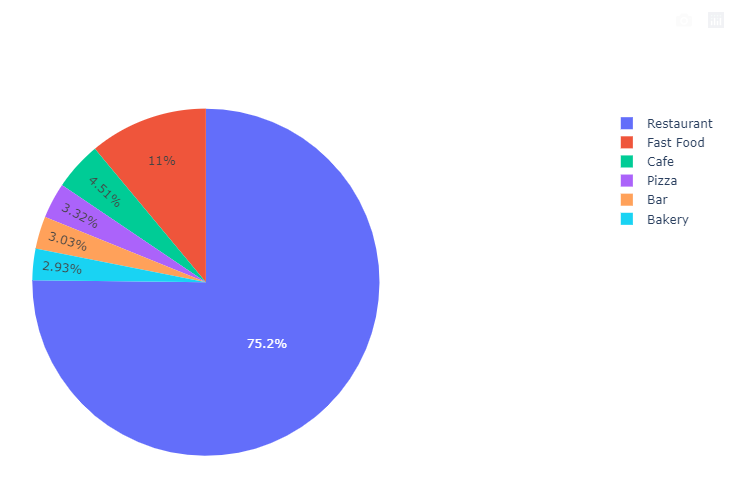 Restaurant
Fast Food
Cafe
Pizza
Bar
Bakery
11%
4.51%
3.32%
3.03%
2.93%
75.2%